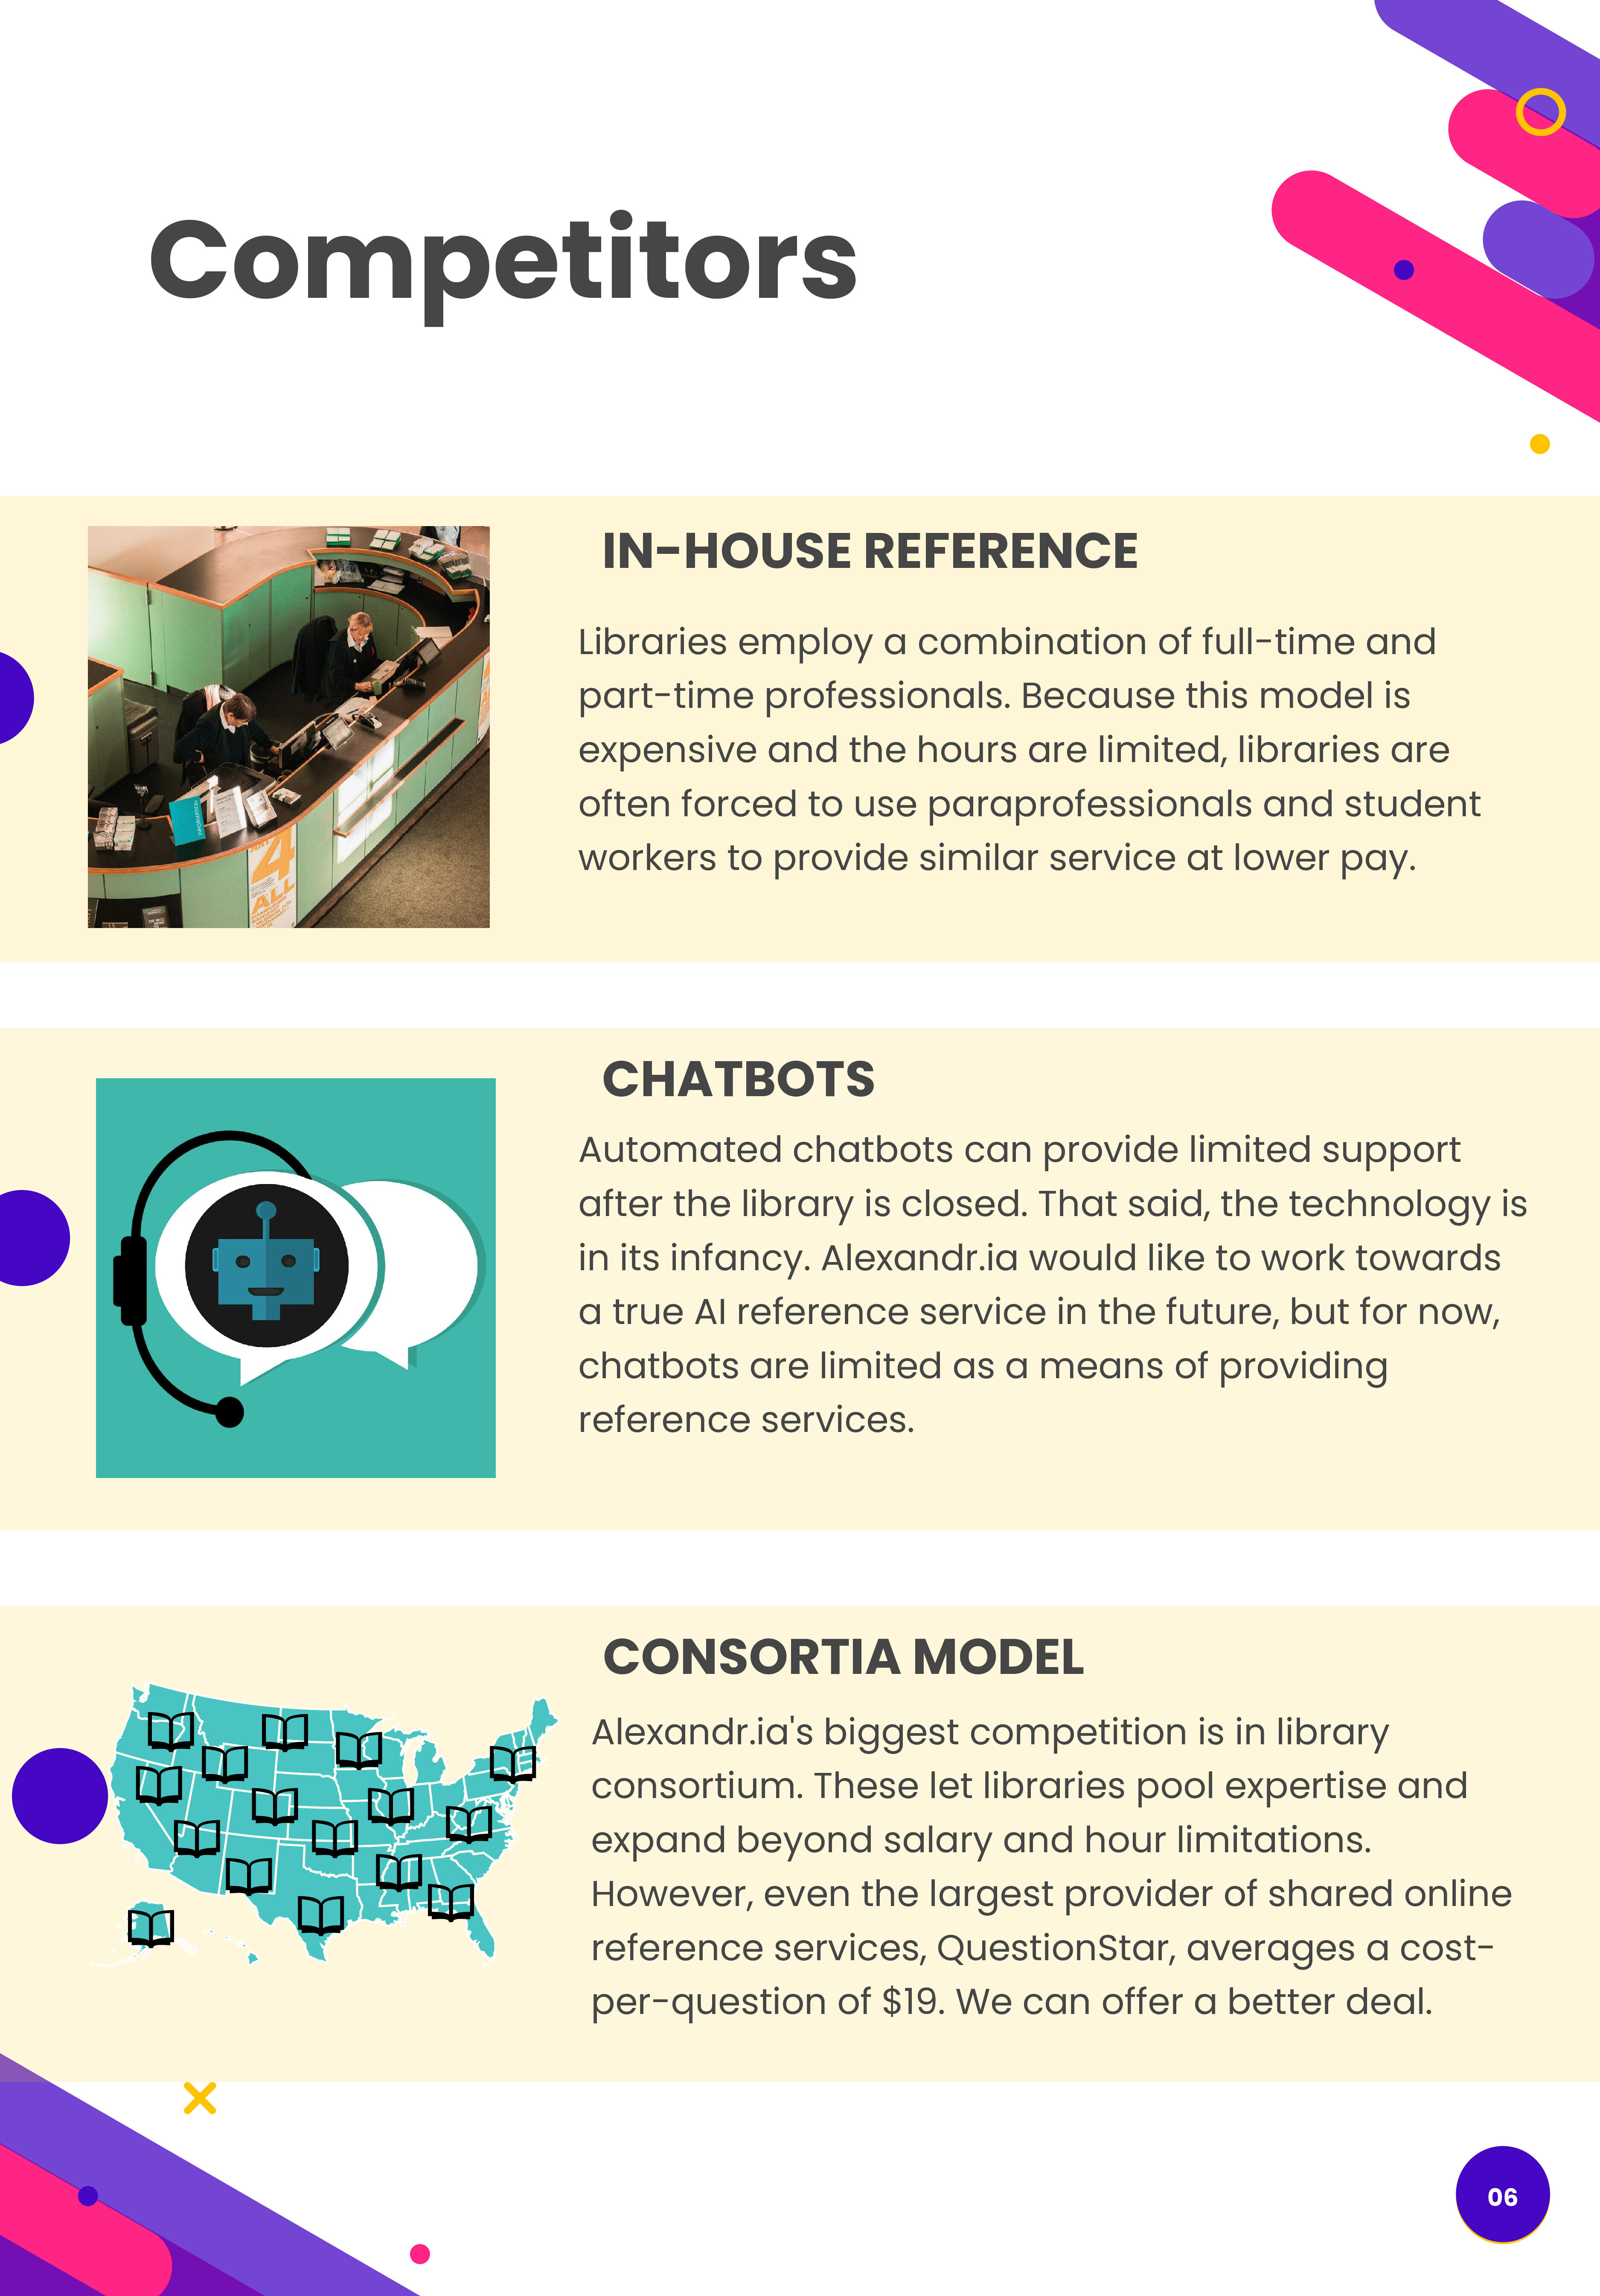 Competitors
IN-HOUSE REFERENCE
Libraries employ a combination of full-time and
part-time professionals. Because this model is
expensive and the hours are limited, libraries are
often forced to use paraprofessionals and student
workers to provide similar service at lower pay.
4
ALL
CHATBOTS
Automated chatbots can provide limited support
after the library is closed. That said, the technology is
in its infancy. Alexandr.ia would like to work towards
a true AI reference service in the future, but for now,
chatbots are limited as a means of providing
reference services.
CONSORTIA MODEL
Alexandr.ia's biggest competition is in library
consortium. These let libraries pool expertise and
expand beyond salary and hour limitations.
However, even the largest provider of shared online
reference services, QuestionStar, averages a cost-
per-question of $19. We can offer a better deal.
06